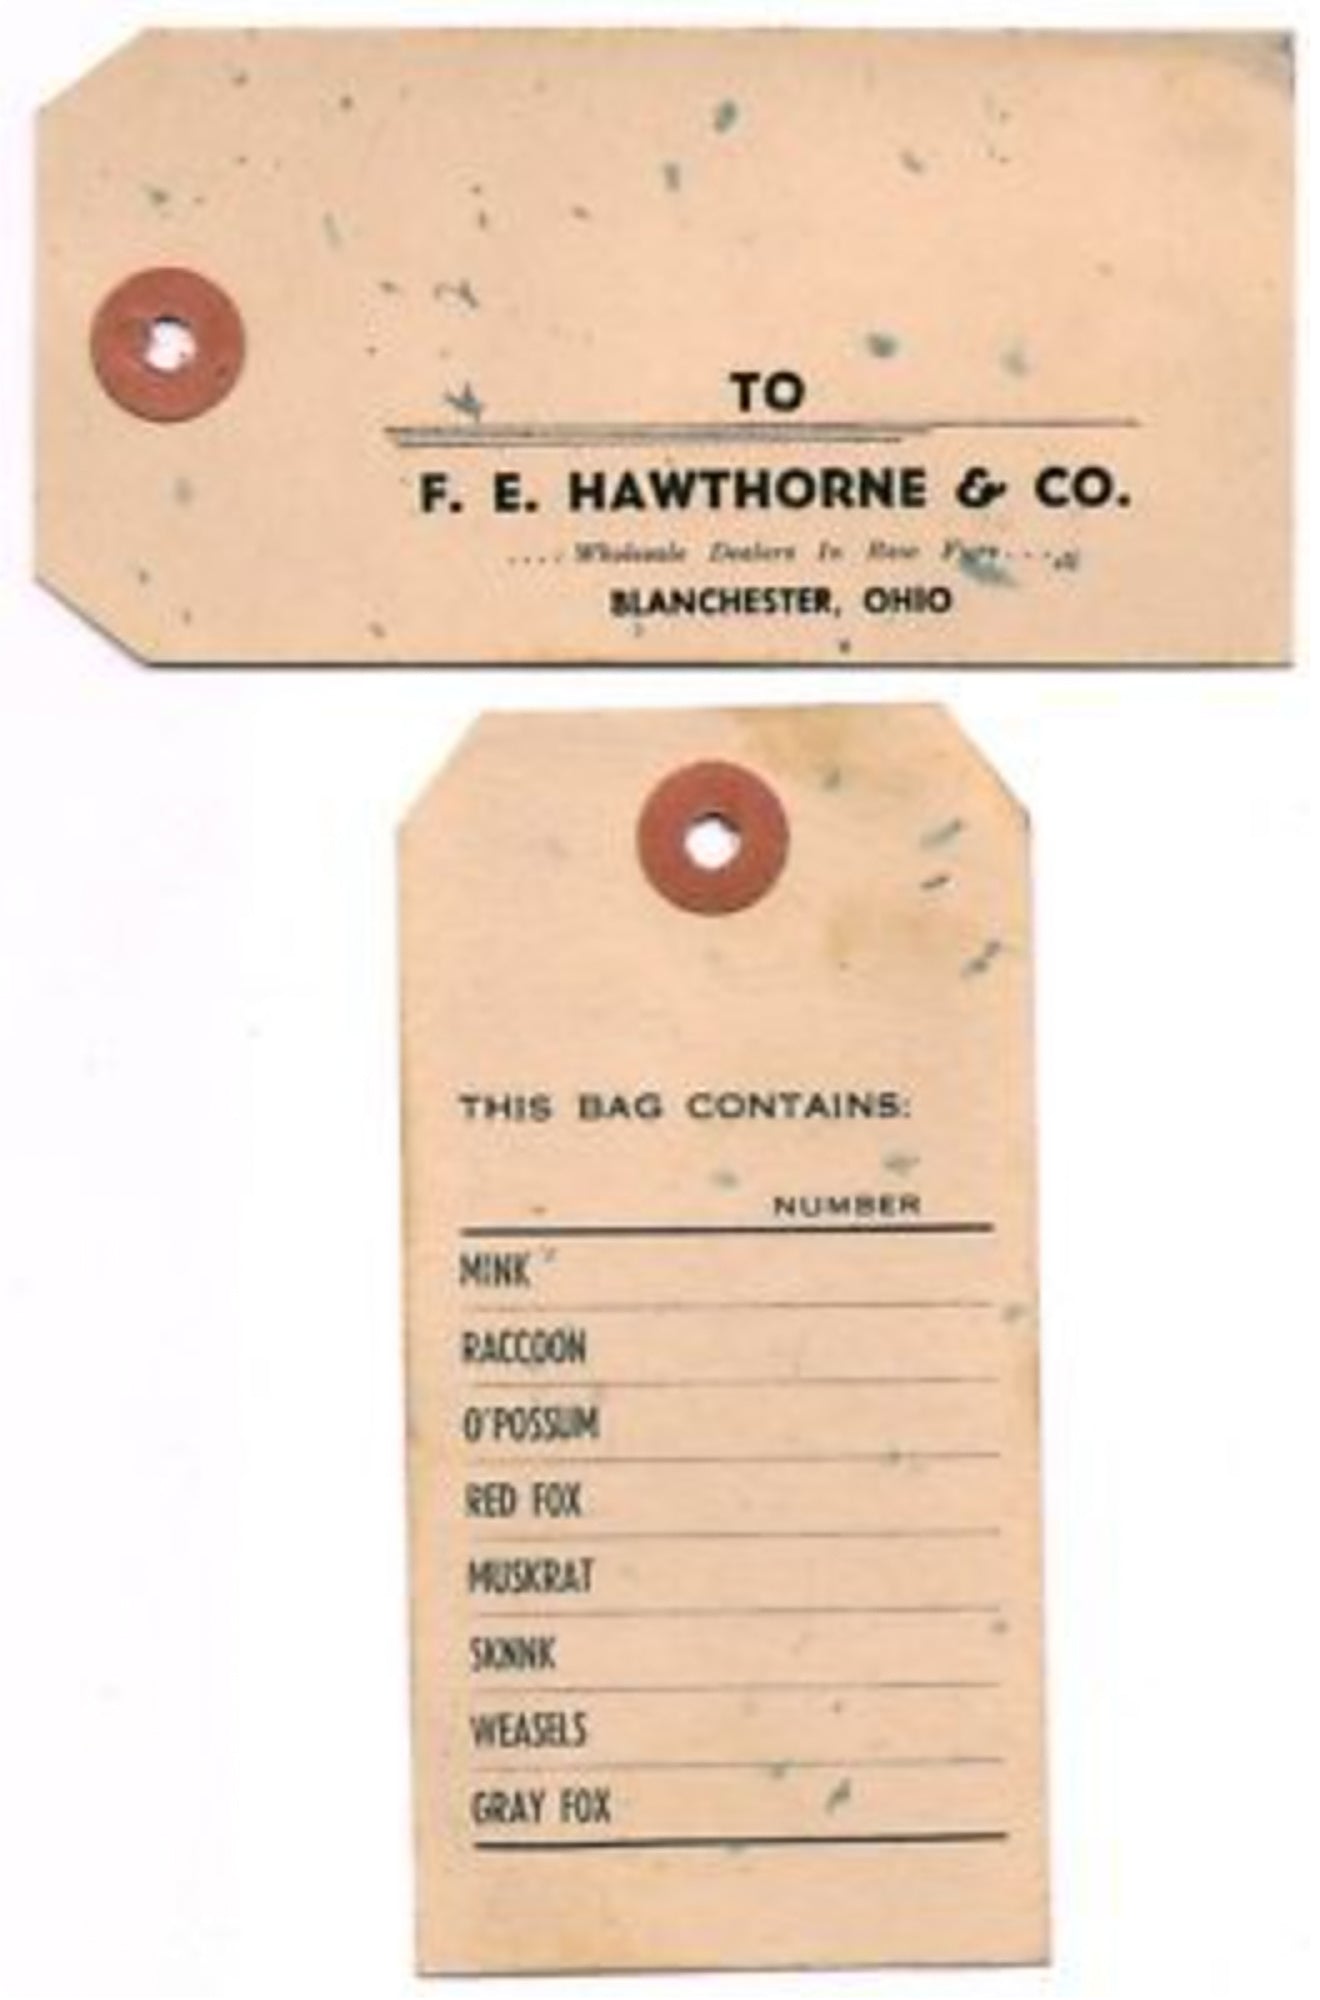 TO
F. E. HAWTHORNE & CO.
.... Wholesale Dealers In Raw Furs ....
BLANCHESTER, OHIO
THIS BAG CONTAINS:
NUMBER
MINK
RACCOON
O'POSSUM
RED FOX
MUSKRAT
SKNNK
WEASELS
GRAY FOX